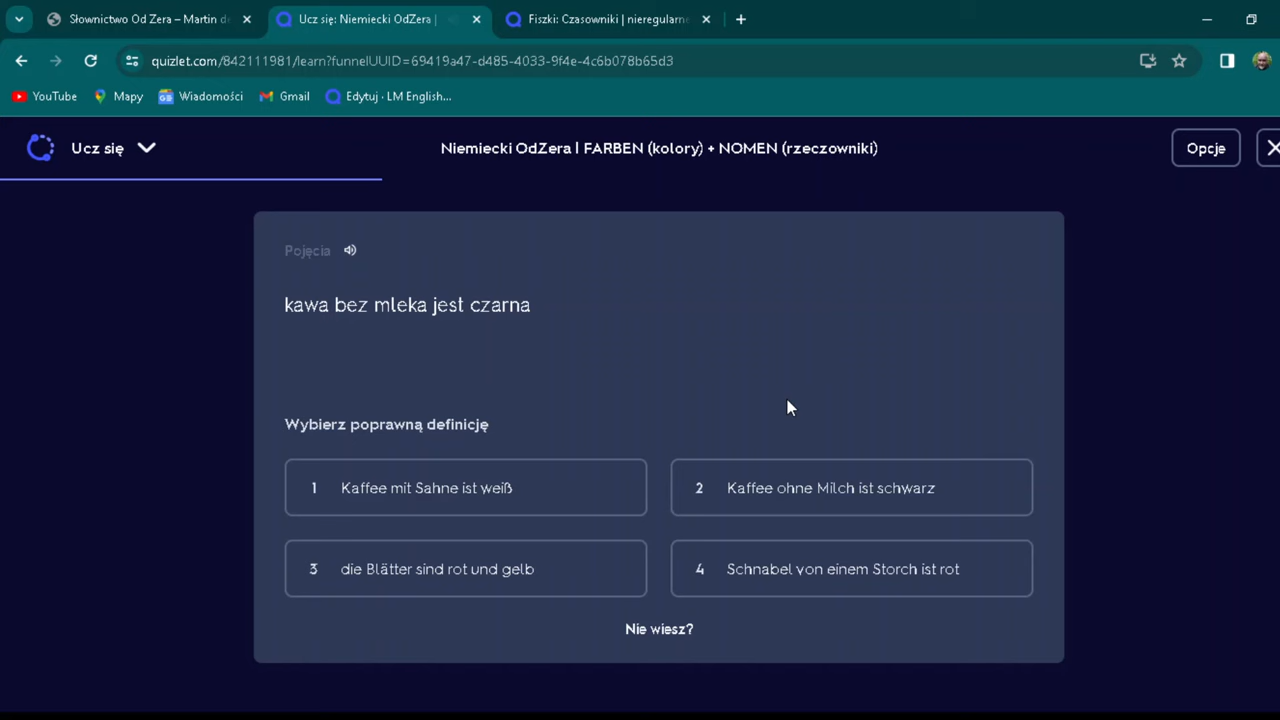 Słownictwo Od Zera – Martin de
Ucz się: Niemiecki OdZera |
Fiszki: Czasowniki | nieregularne
quizlet.com/842111981/learn?funnelUUID=69419a47-d485-4033-9f4e-4c6b078b65d3
YouTube
Mapy
Wiadomości
Gmail
Edytuj · LM English...
Ucz się
Niemiecki OdZera | FARBEN (kolory) + NOMEN (rzeczowniki)
Opcje
Pojęcia
kawa bez mleka jest czarna
Wybierz poprawną definicję
1 Kaffee mit Sahne ist weiß
2 Kaffee ohne Milch ist schwarz
3 die Blätter sind rot und gelb
4 Schnabel von einem Storch ist rot
Nie wiesz?